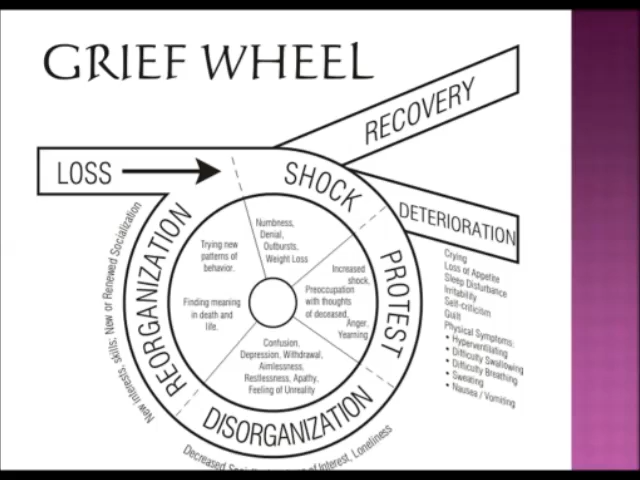 GRIEF WHEEL
RECOVERY
LOSS
SHOCK
DETERIORATION
Crying
Loss of Appetite
Sleep Disturbance
Irritability
Self-criticism
Guilt
Physical Symptoms:
• Hyperventilating
• Difficulty Swallowing
• Difficulty Breathing
• Sweating
• Nausea / Vomiting
PROTEST
DISORGANIZATION
REORGANIZATION
Numbness,
Denial,
Outbursts,
Weight Loss
Increased
shock,
Preoccupation
with thoughts
of deceased,
Anger,
Yearning
Confusion,
Depression, Withdrawal,
Aimlessness,
Restlessness, Apathy,
Feeling of Unreality
Trying new
patterns of
behavior.
Finding meaning
in death and
life.
New interests, skills; New or Renewed Socialization
Decreased of Interest, Loneliness